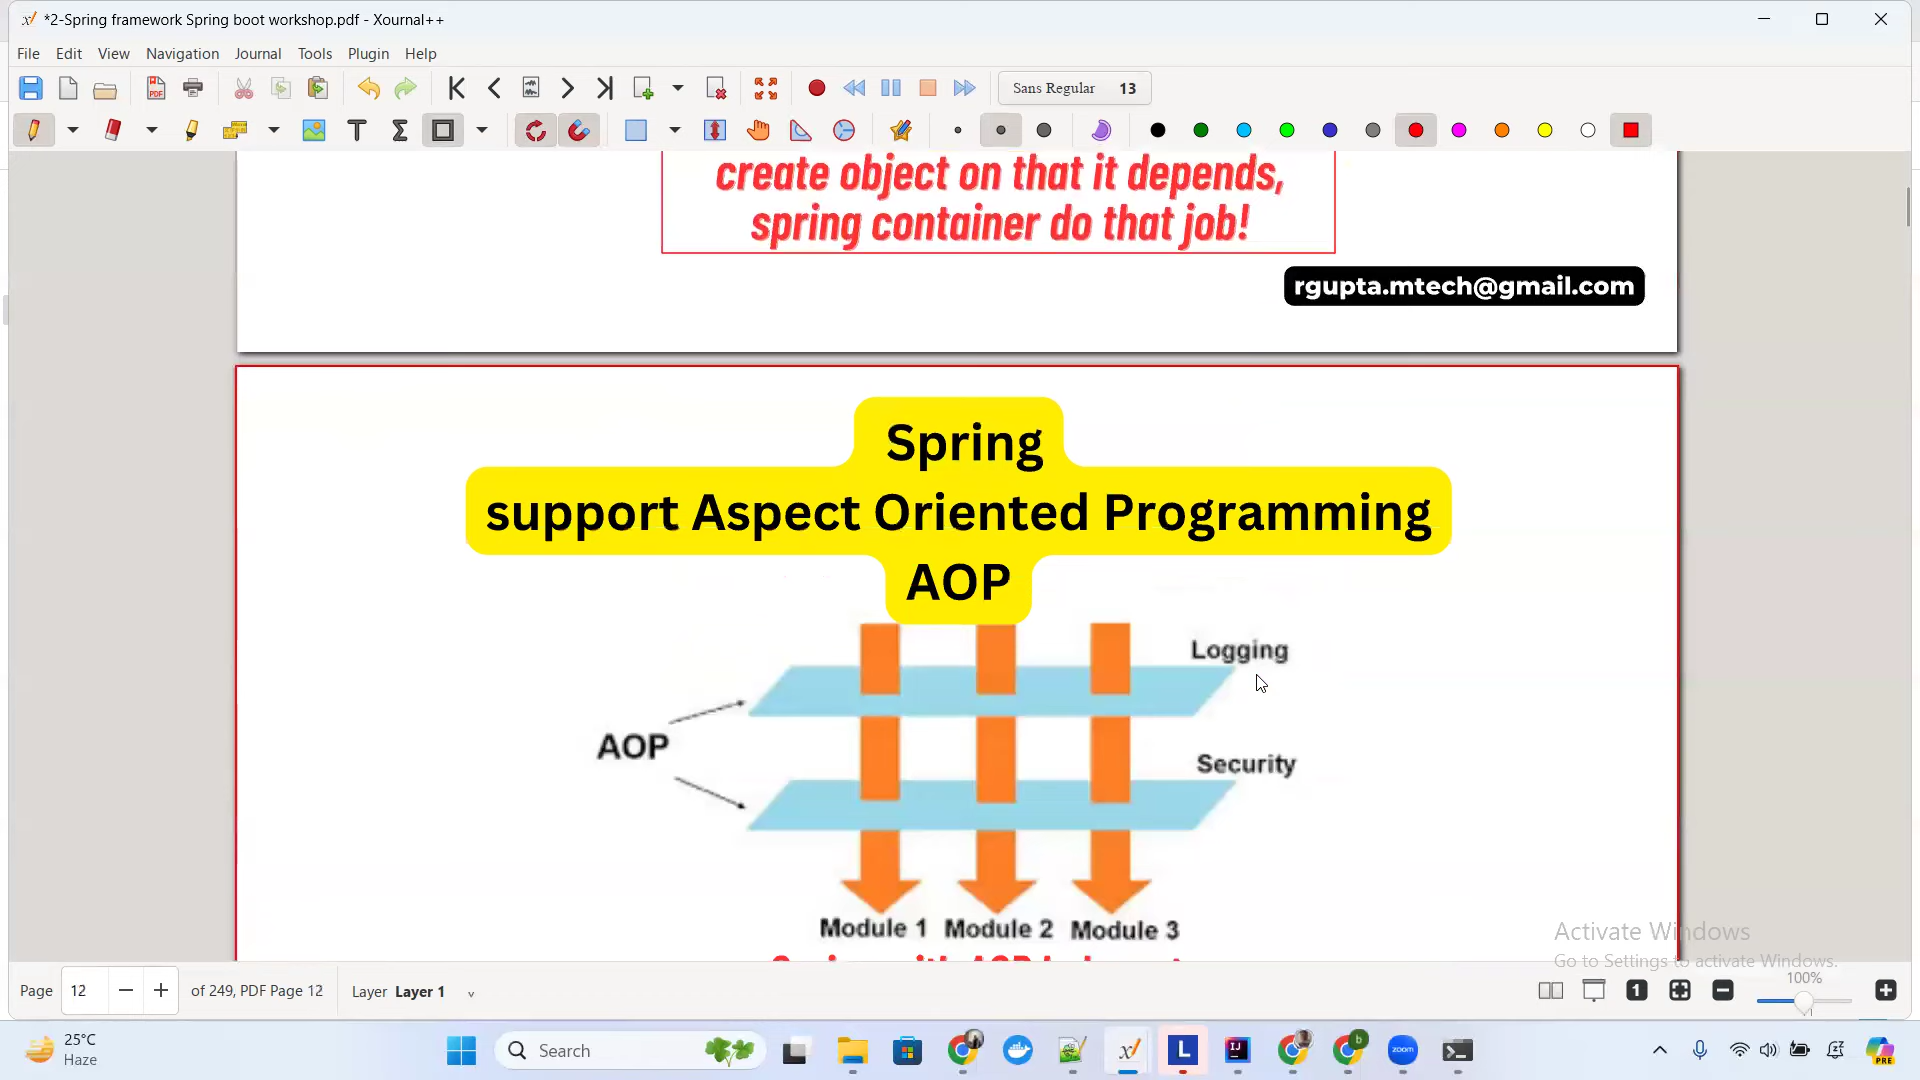 *2-Spring framework Spring boot workshop.pdf - Xournal++
File Edit View Navigation Journal Tools Plugin Help
Sans Regular 13
create object on that it depends,
spring container do that job!
rgupta.mtech@gmail.com
Spring
support Aspect Oriented Programming
AOP
Logging
AOP
Security
Module 1 Module 2 Module 3
Activate Windows
Go to Settings to activate Windows.
Page 12 of 249, PDF Page 12 Layer Layer 1
100%
25°C
Haze
Search